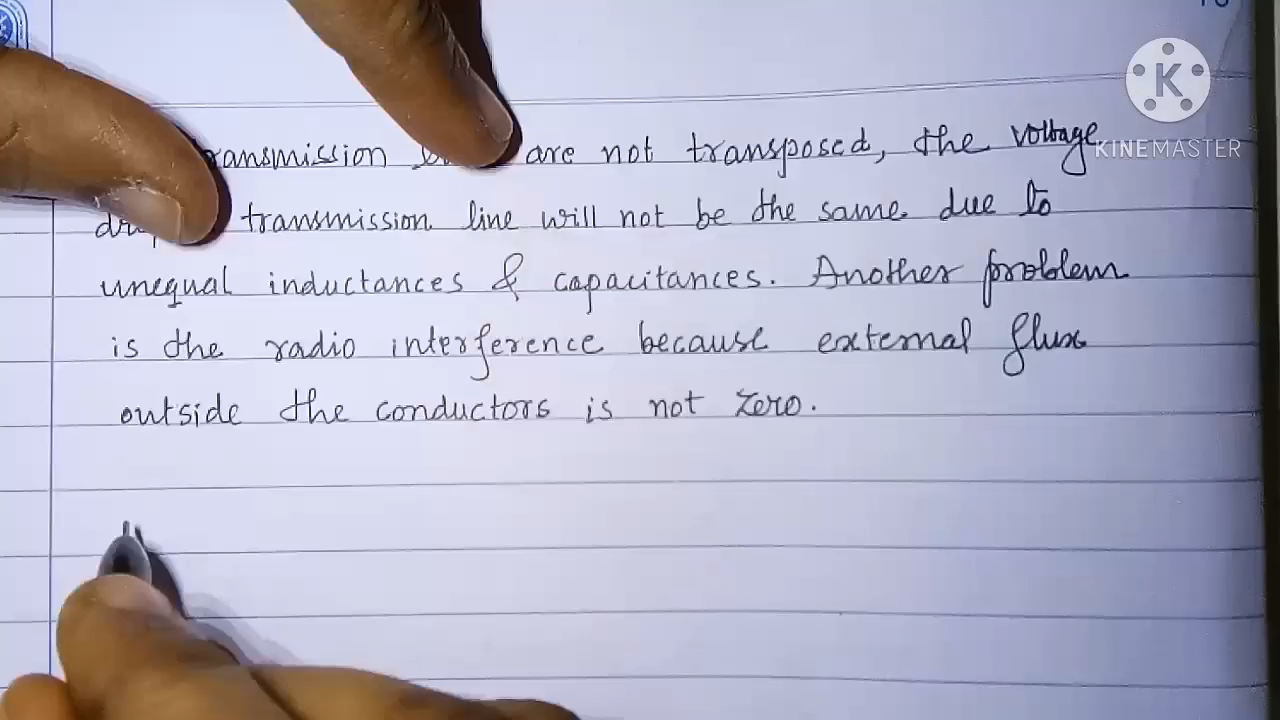 K
KINEMASTER
transmission are not transposed, the voltage
transmission line will not be the same due to
unequal inductances & capacitances. Another problem
is the radio interference because external flux
outside the conductors is not zero.